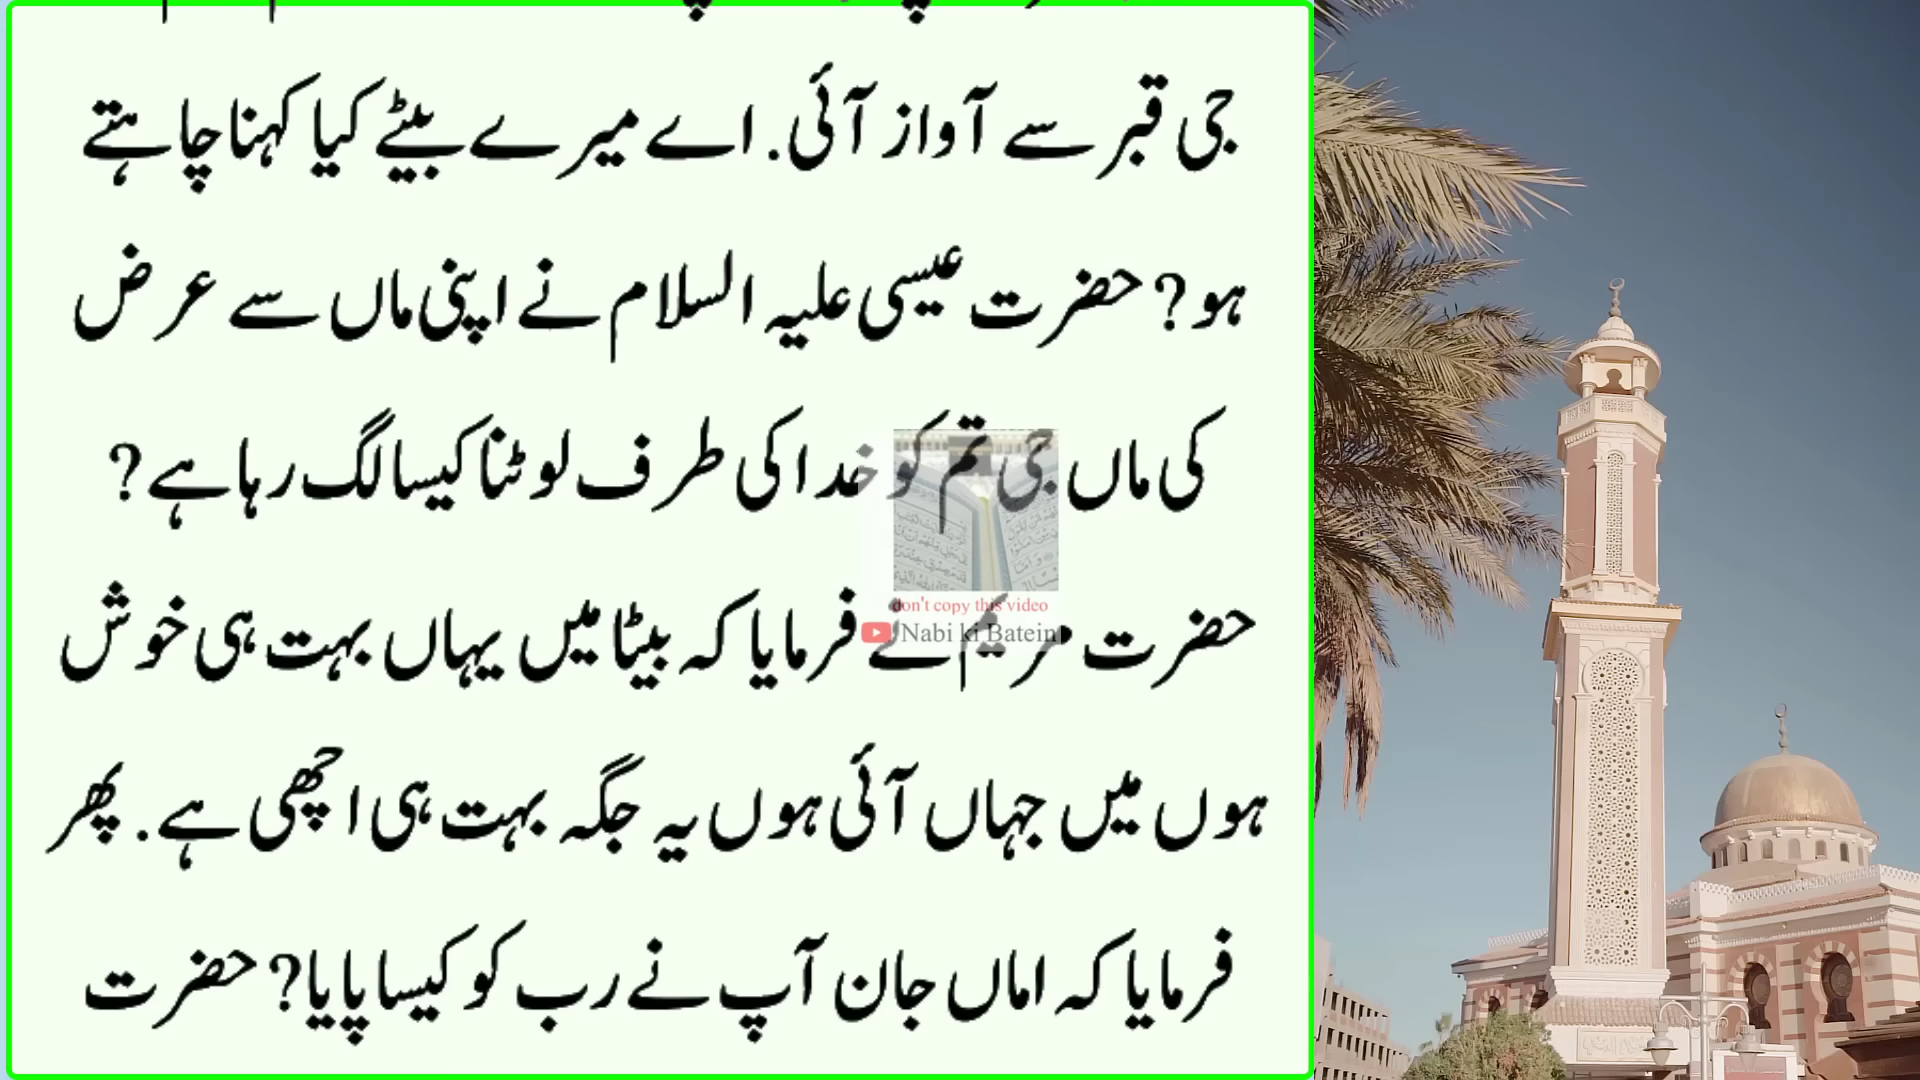 جی قبر سے آواز آئی. اے میرے بیٹے کیا کہنا چاہتے
ہو? حضرت عیسی علیہ السلام نے اپنی ماں سے عرض
کی ماں جی تم کو خدا کی طرف لوٹنا کیسا لگ رہا ہے?
don't copy this video
Nabi ki Batein
حضرت مریم نے فرمایا کہ بیٹا میں یہاں بہت ہی خوش
ہوں میں جہاں آئی ہوں یہ جگہ بہت ہی اچھی ہے. پھر
فرمایا کہ اماں جان آپ نے رب کو کیسا پایا? حضرت